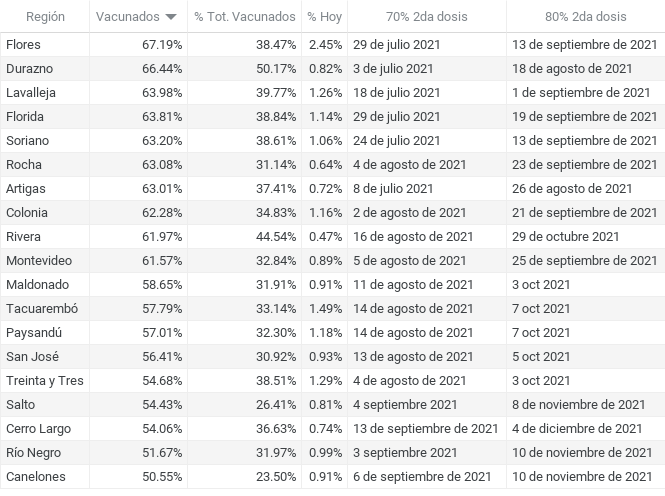 Región Vacunados % Tot. Vacunados % Hoy 70% 2da dosis 80% 2da dosis
Flores 67.19% 38.47% 2.45% 29 de julio 2021 13 de septiembre de 2021
Durazno 66.44% 50.17% 0.82% 3 de julio 2021 18 de agosto de 2021
Lavalleja 63.98% 39.77% 1.26% 18 de julio 2021 1 de septiembre de 2021
Florida 63.81% 38.84% 1.14% 29 de julio 2021 19 de septiembre de 2021
Soriano 63.20% 38.61% 1.06% 24 de julio 2021 13 de septiembre de 2021
Rocha 63.08% 31.14% 0.64% 4 de agosto de 2021 23 de septiembre de 2021
Artigas 63.01% 37.41% 0.72% 8 de julio 2021 26 de agosto de 2021
Colonia 62.28% 34.83% 1.16% 2 de agosto de 2021 21 de septiembre de 2021
Rivera 61.97% 44.54% 0.47% 16 de agosto de 2021 29 de octubre 2021
Montevideo 61.57% 32.84% 0.89% 5 de agosto de 2021 25 de septiembre de 2021
Maldonado 58.65% 31.91% 0.91% 11 de agosto de 2021 3 oct 2021
Tacuarembó 57.79% 33.14% 1.49% 14 de agosto de 2021 7 oct 2021
Paysandú 57.01% 32.30% 1.18% 14 de agosto de 2021 7 oct 2021
San José 56.41% 30.92% 0.93% 13 de agosto de 2021 5 oct 2021
Treinta y Tres 54.68% 38.51% 1.29% 4 de agosto de 2021 3 oct 2021
Salto 54.43% 26.41% 0.81% 4 septiembre 2021 8 de noviembre de 2021
Cerro Largo 54.06% 36.63% 0.74% 13 de septiembre de 2021 4 de diciembre de 2021
Río Negro 51.67% 31.97% 0.99% 3 septiembre 2021 10 de noviembre de 2021
Canelones 50.55% 23.50% 0.91% 6 de septiembre de 2021 10 de noviembre de 2021